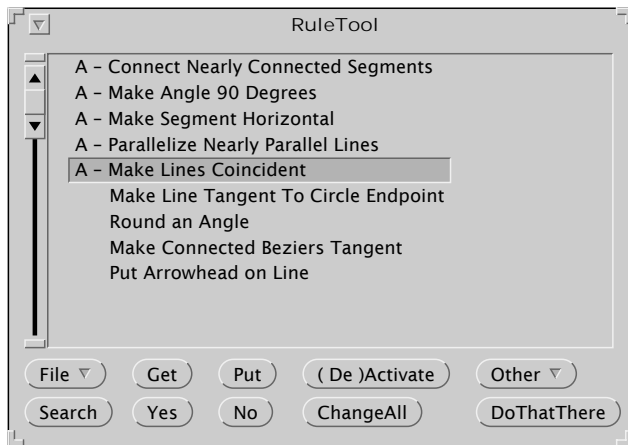 RuleTool
A – Connect Nearly Connected Segments
A – Make Angle 90 Degrees
A – Make Segment Horizontal
A – Parallelize Nearly Parallel Lines
A – Make Lines Coincident
Make Line Tangent To Circle Endpoint
Round an Angle
Make Connected Beziers Tangent
Put Arrowhead on Line
File Get Put ( De )Activate Other
Search Yes No ChangeAll DoThatThere